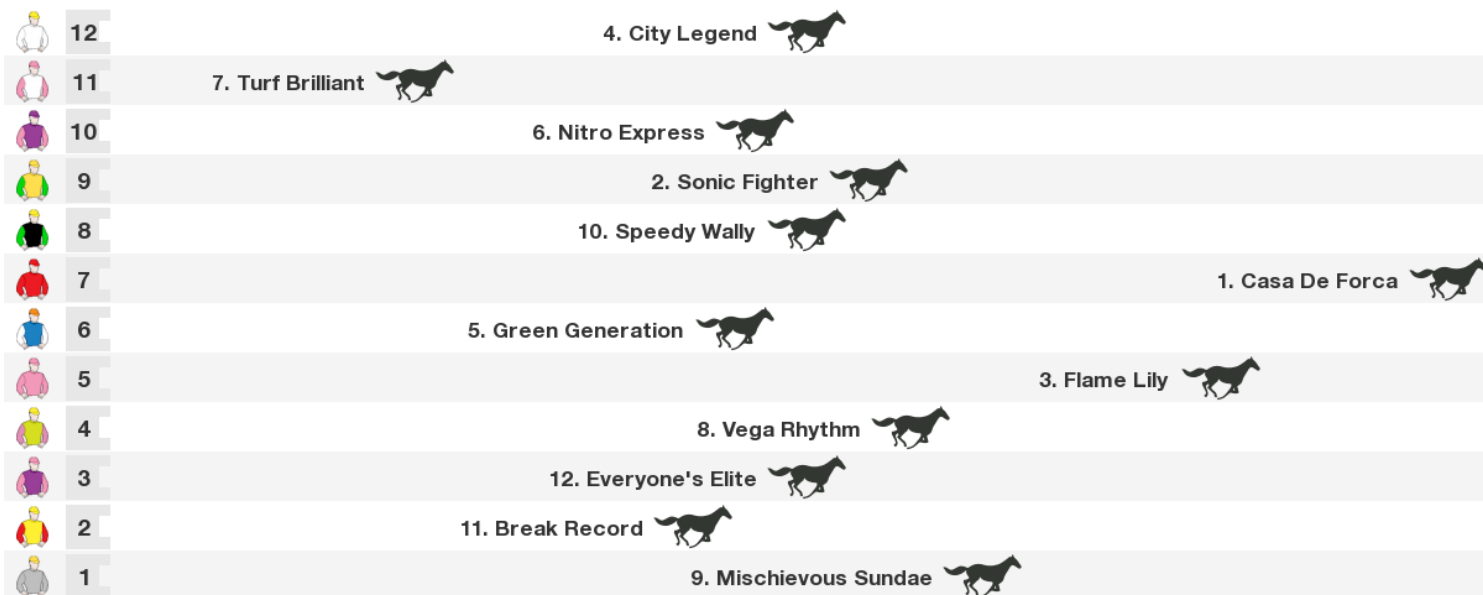 12 4. City Legend
11 7. Turf Brilliant
10 6. Nitro Express
9 2. Sonic Fighter
8 10. Speedy Wally
7 1. Casa De Forca
6 5. Green Generation
5 3. Flame Lily
4 8. Vega Rhythm
3 12. Everyone's Elite
2 11. Break Record
1 9. Mischievous Sundae